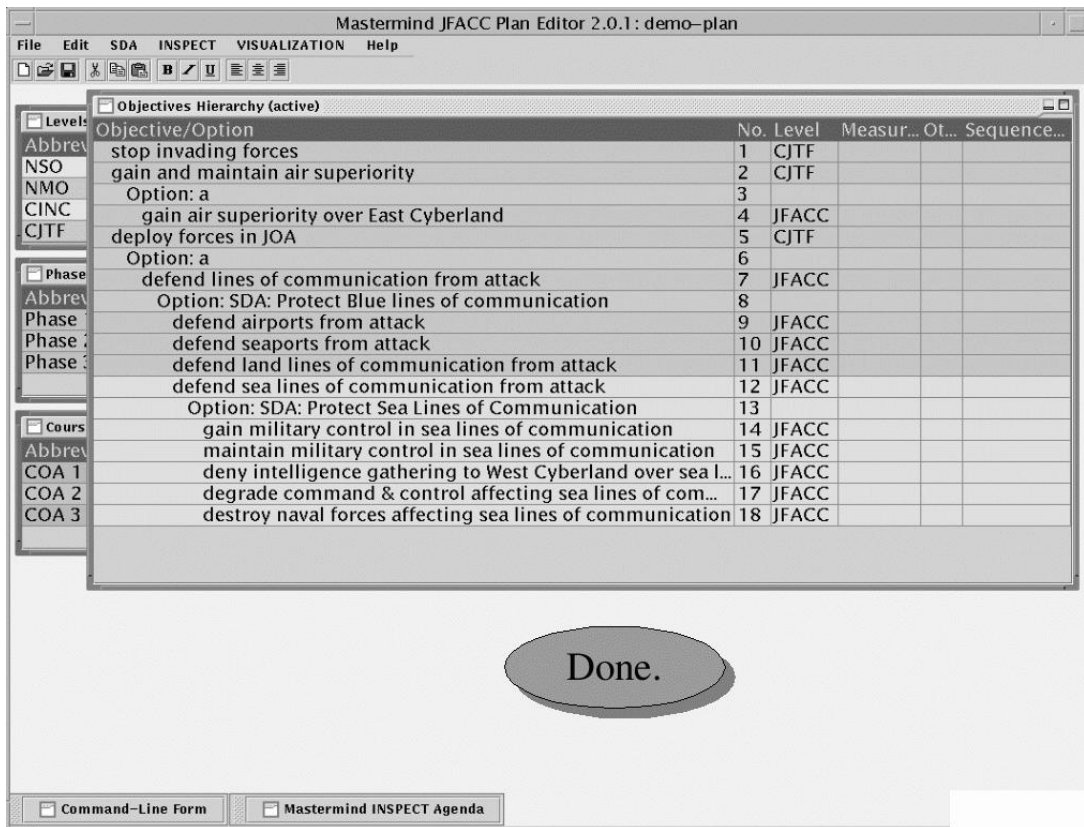 Mastermind JFACC Plan Editor 2.0.1: demo–plan
File Edit SDA INSPECT VISUALIZATION Help
B I U
Levels
Abbrev
NSO
NMO
CINC
CJTF
Phase
Abbrev
Phase 1
Phase 2
Phase 3
Cours
Abbrev
COA 1
COA 2
COA 3
Objectives Hierarchy (active)
Objective/Option No. Level Measur... Ot... Sequence...
stop invading forces 1 CJTF
gain and maintain air superiority 2 CJTF
Option: a 3
gain air superiority over East Cyberland 4 JFACC
deploy forces in JOA 5 CJTF
Option: a 6
defend lines of communication from attack 7 JFACC
Option: SDA: Protect Blue lines of communication 8
defend airports from attack 9 JFACC
defend seaports from attack 10 JFACC
defend land lines of communication from attack 11 JFACC
defend sea lines of communication from attack 12 JFACC
Option: SDA: Protect Sea Lines of Communication 13
gain military control in sea lines of communication 14 JFACC
maintain military control in sea lines of communication 15 JFACC
deny intelligence gathering to West Cyberland over sea l... 16 JFACC
degrade command & control affecting sea lines of com... 17 JFACC
destroy naval forces affecting sea lines of communication 18 JFACC
Done.
Command–Line Form
Mastermind INSPECT Agenda